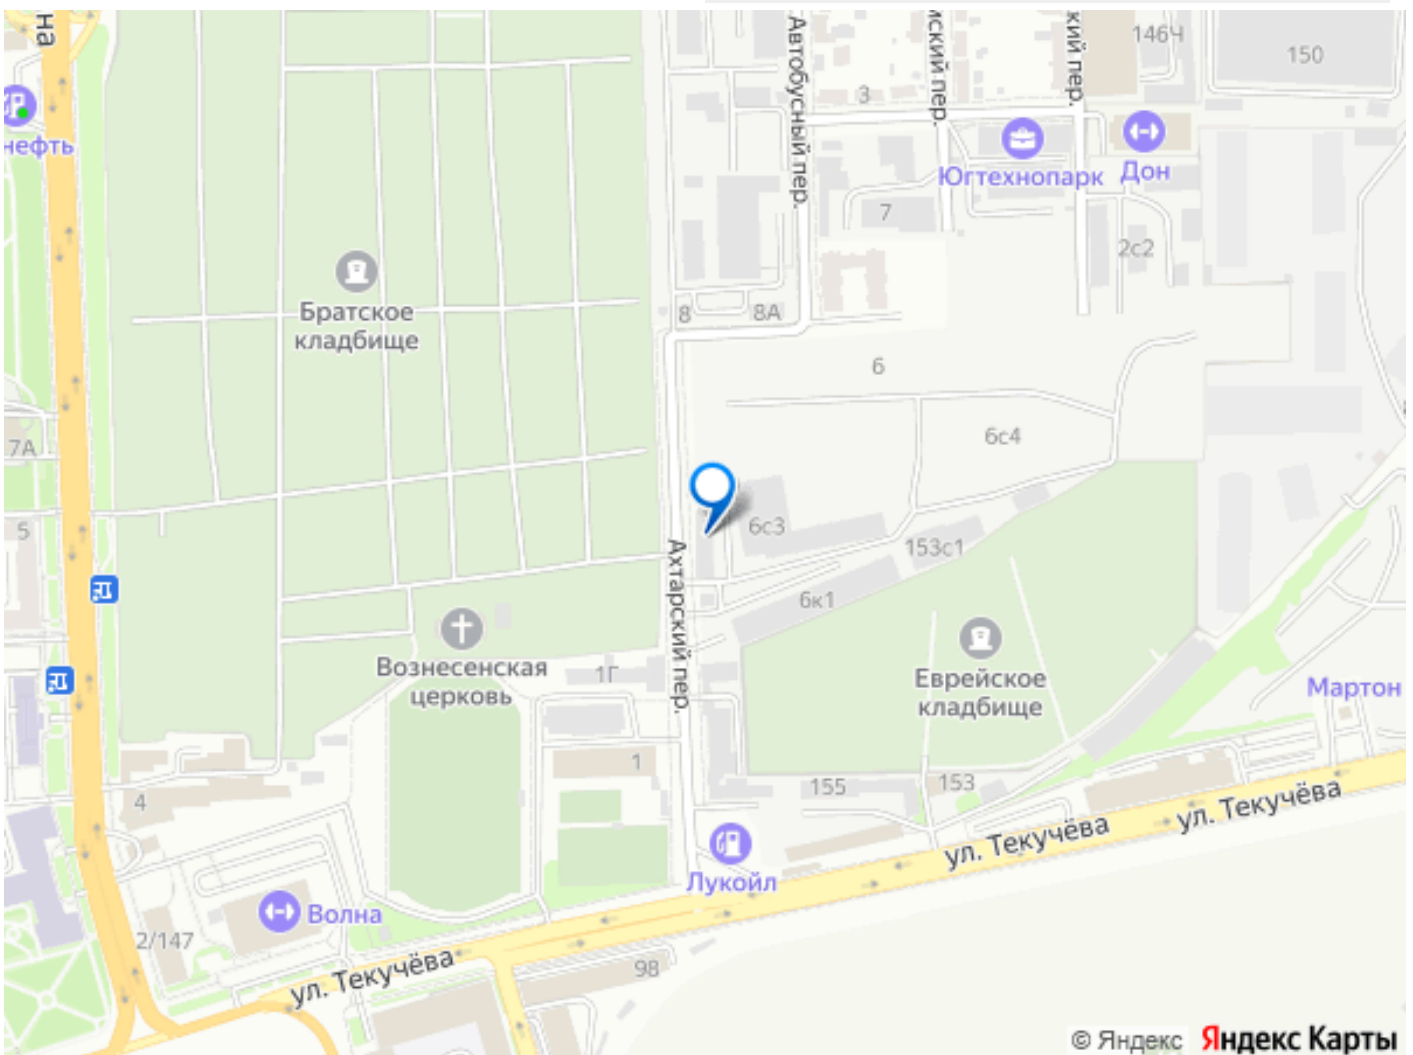 на
нефть
Автобусный пер.
мский пер.
кий пер.
146Ч
150
3
Югтехнопарк
Дон
7
2с2
Братское
кладбище
8
8А
6
7А
6с4
5
6с3
153с1
Ахтарский пер.
6к1
Вознесенская
церковь
1Г
Еврейское
кладбище
Мартон
1
155
153
4
ул. Текучёва
ул. Текучёва
Лукойл
Волна
2/147
98
ул. Текучёва
© Яндекс Яндекс Карты